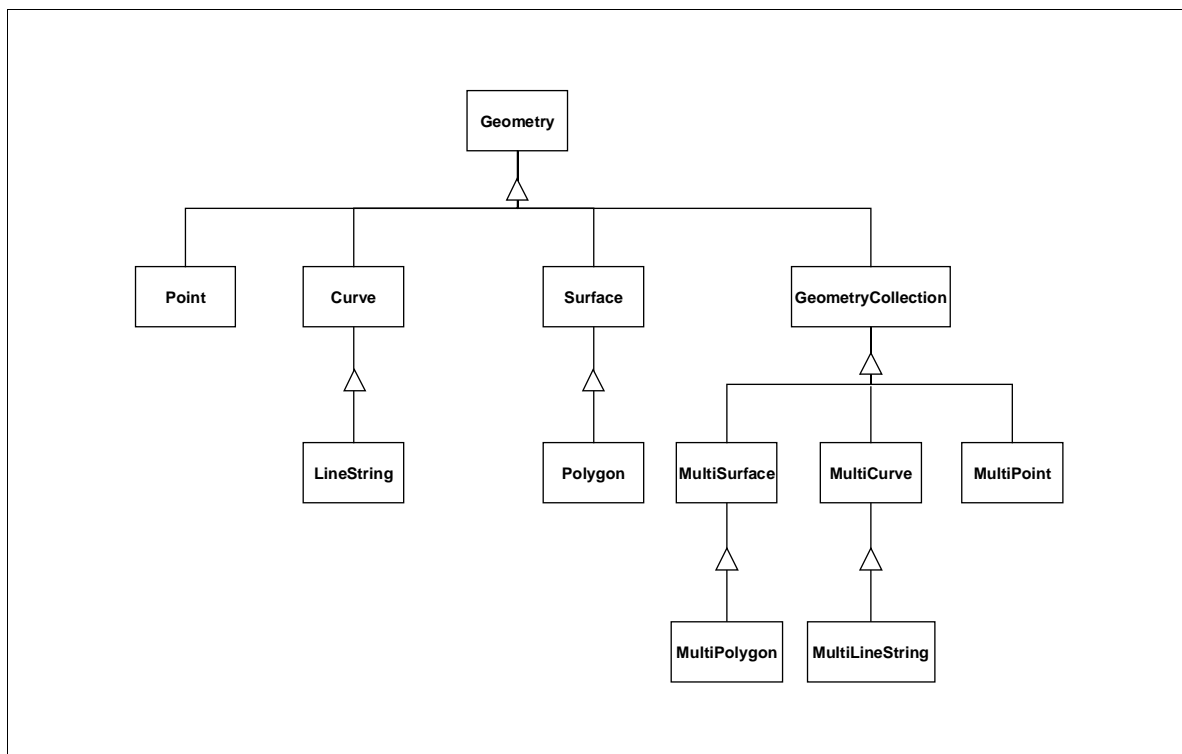 Geometry
Point
Curve
Surface
GeometryCollection
LineString
Polygon
MultiSurface
MultiCurve
MultiPoint
MultiPolygon
MultiLineString